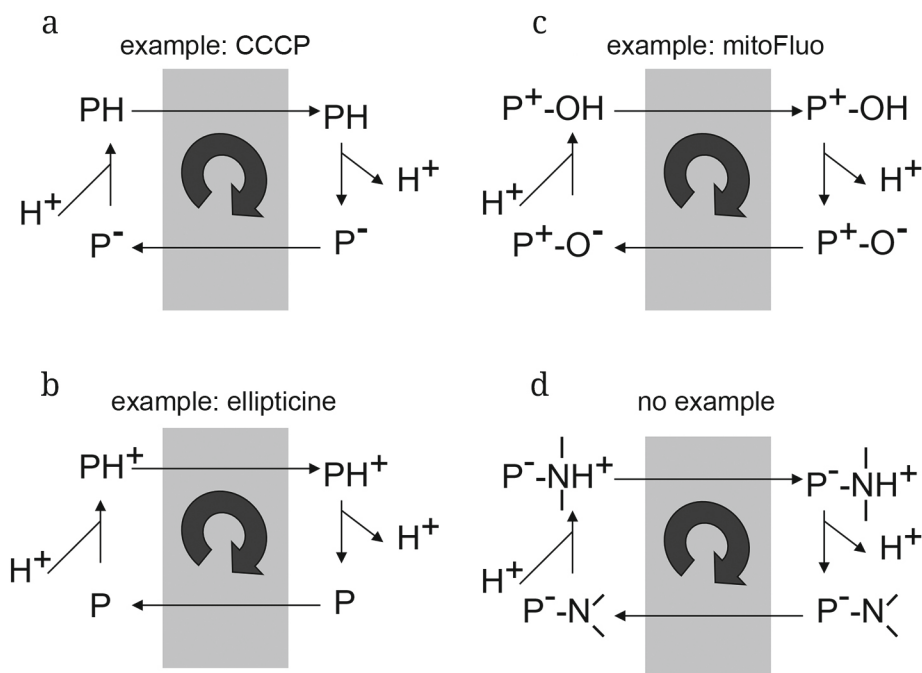 a
example: CCCP
PH
PH
H+
H+
P-
P-
c
example: mitoFluo
P+-OH
P+-OH
H+
H+
P+-O-
P+-O-
b
example: ellipticine
PH+
PH+
H+
H+
P
P
d
no example
P--NH+
P--NH+
H+
H+
P--N
P--N